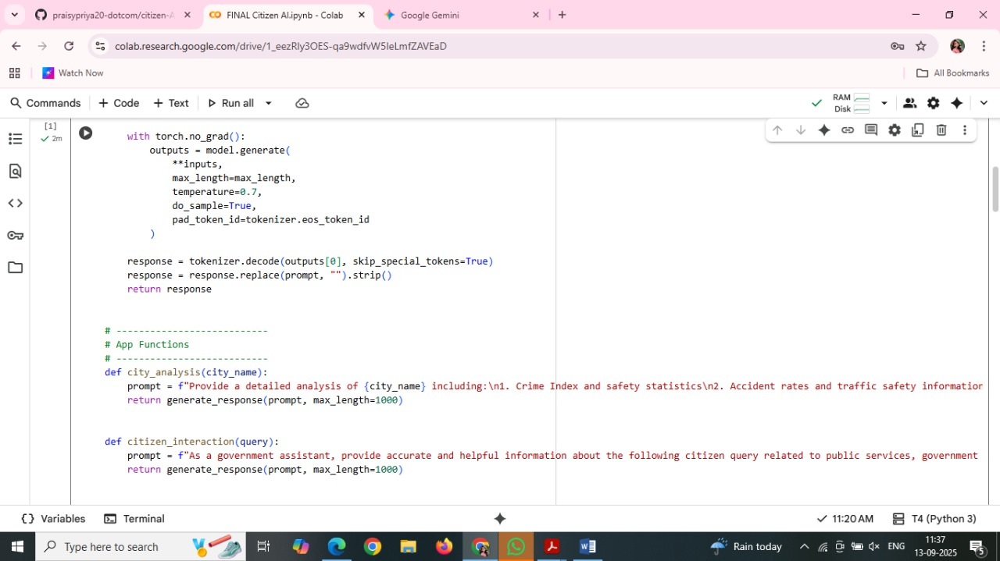 praisypriya20-dotcom/citizen-A
FINAL Citizen AI.ipynb - Colab
Google Gemini
colab.research.google.com/drive/1_eezRly3OES-qa9wdfvW5IeLmfZAVEaD
Watch Now
All Bookmarks
Commands
+ Code
+ Text
Run all
RAM
Disk
[1]
2m
with torch.no_grad():
outputs = model.generate(
**inputs,
max_length=max_length,
temperature=0.7,
do_sample=True,
pad_token_id=tokenizer.eos_token_id
)
response = tokenizer.decode(outputs[0], skip_special_tokens=True)
response = response.replace(prompt, "").strip()
return response
# ---------------------------
# App Functions
# ---------------------------
def city_analysis(city_name):
prompt = f"Provide a detailed analysis of {city_name} including:\n1. Crime Index and safety statistics\n2. Accident rates and traffic safety information
return generate_response(prompt, max_length=1000)
def citizen_interaction(query):
prompt = f"As a government assistant, provide accurate and helpful information about the following citizen query related to public services, government
return generate_response(prompt, max_length=1000)
{} Variables
Terminal
11:20 AM
T4 (Python 3)
Type here to search
Rain today
ENG
11:37
13-09-2025
5